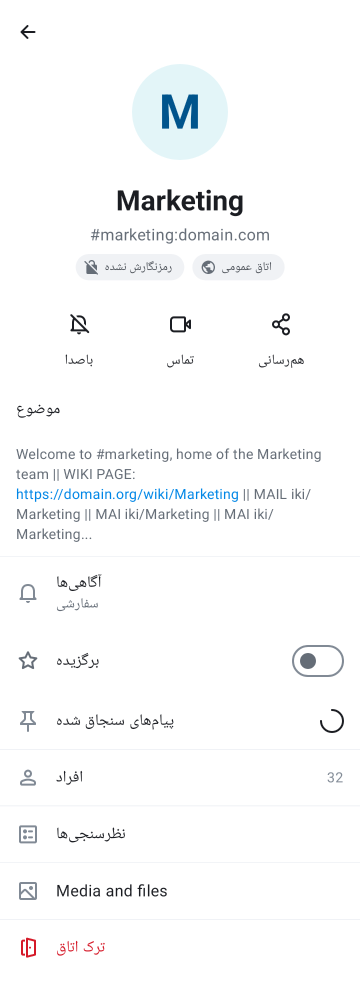 M
Marketing
#marketing:domain.com
رمزنگارش نشده
اتاق عمومی
باصدا
تماس
هم‌رسانی
موضوع
Welcome to #marketing, home of the Marketing
team || WIKI PAGE:
https://domain.org/wiki/Marketing || MAIL iki/
Marketing || MAI iki/Marketing || MAI iki/
Marketing...
آگاهی‌ها
سفارشی
برگزیده
پیام‌های سنجاق شده
افراد
32
نظرسنجی‌ها
Media and files
ترک اتاق